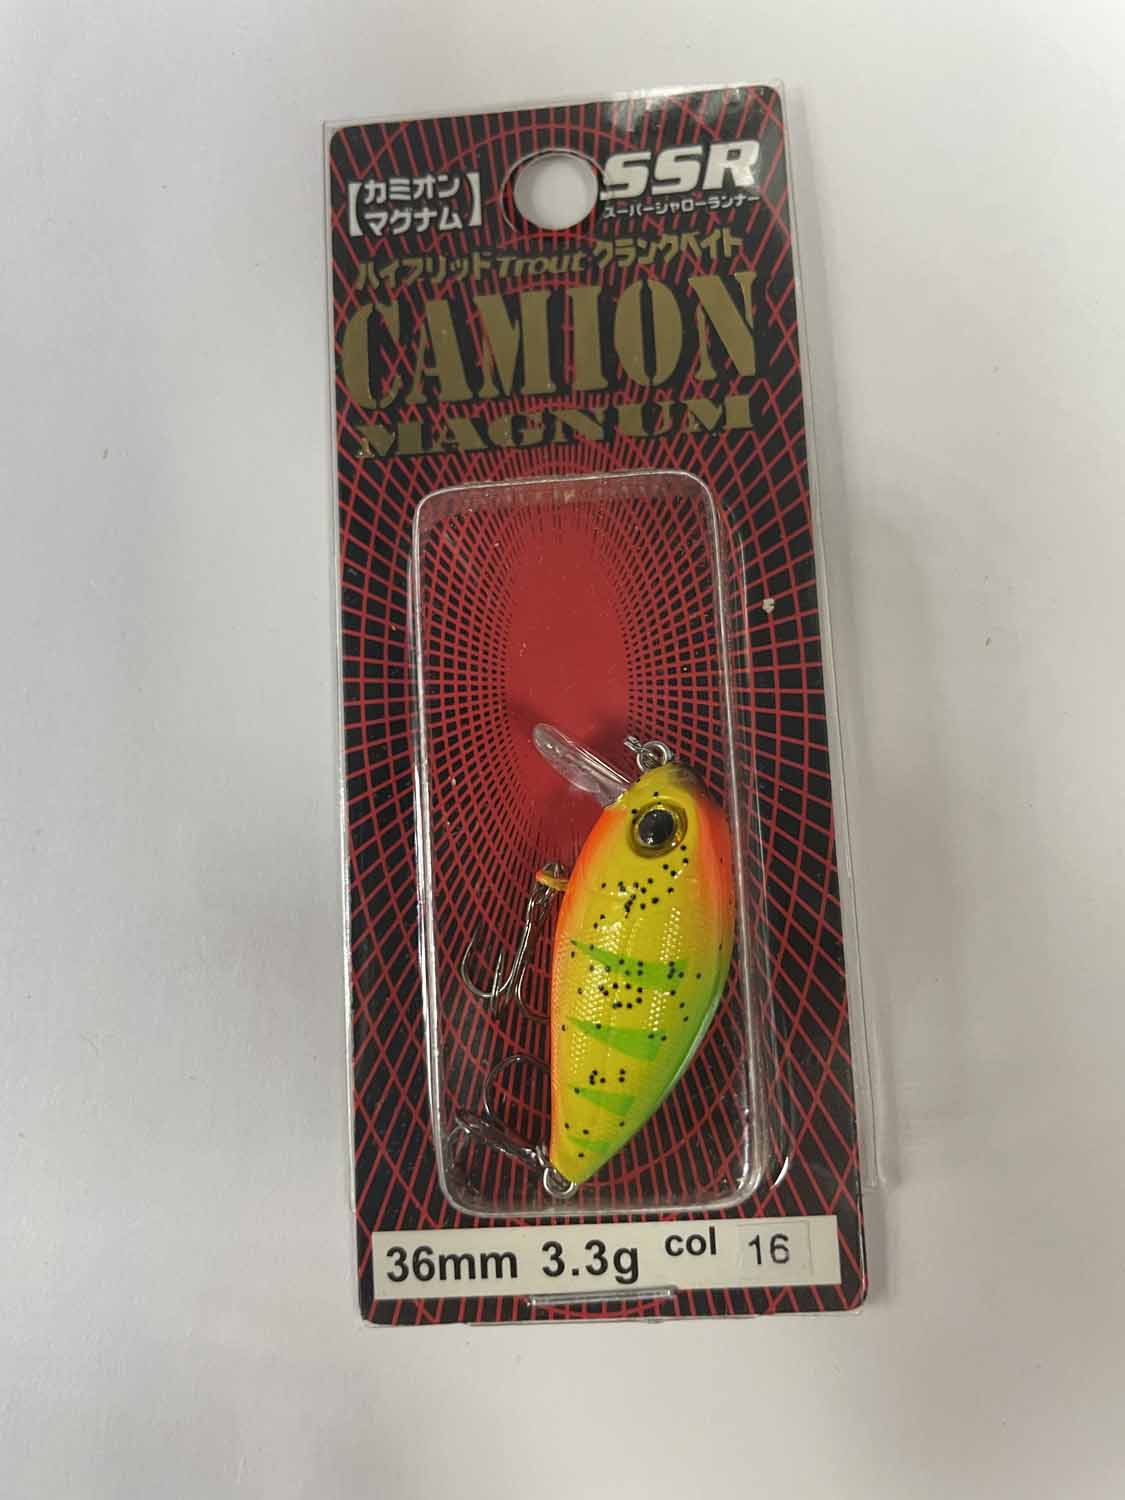 【カミオン
マグナム】
SSR
スーパーシャローランナー
ハイブリッドTroutクランクベイト
CAMION
MAGNUM
36mm 3.3g col 16